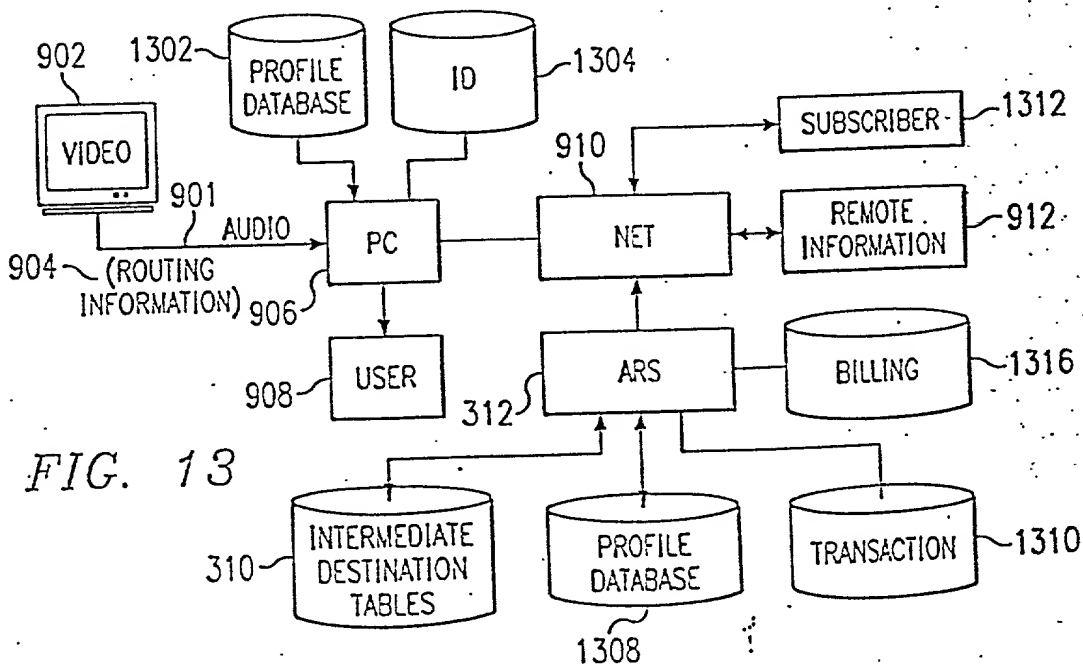 902
VIDEO
1302
PROFILE
DATABASE
ID
1304
901
AUDIO
904
(ROUTING
INFORMATION)
PC
906
USER
908
910
NET
SUBSCRIBER
1312
REMOTE
INFORMATION
912
ARS
312
BILLING
1316
FIG. 13
310
INTERMEDIATE
DESTINATION
TABLES
PROFILE
DATABASE
1308
TRANSACTION
1310